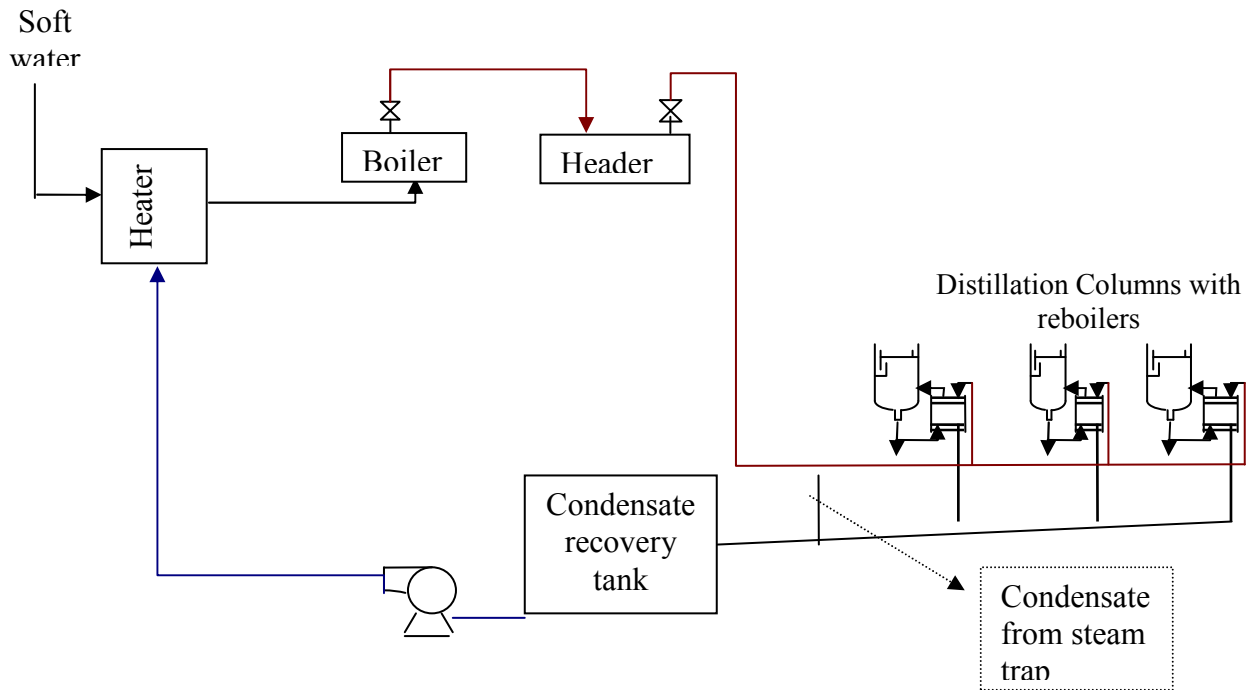 Soft
water
Boiler
Header
Heater
Distillation Columns with
reboilers
Condensate
recovery
tank
Condensate
from steam
trap